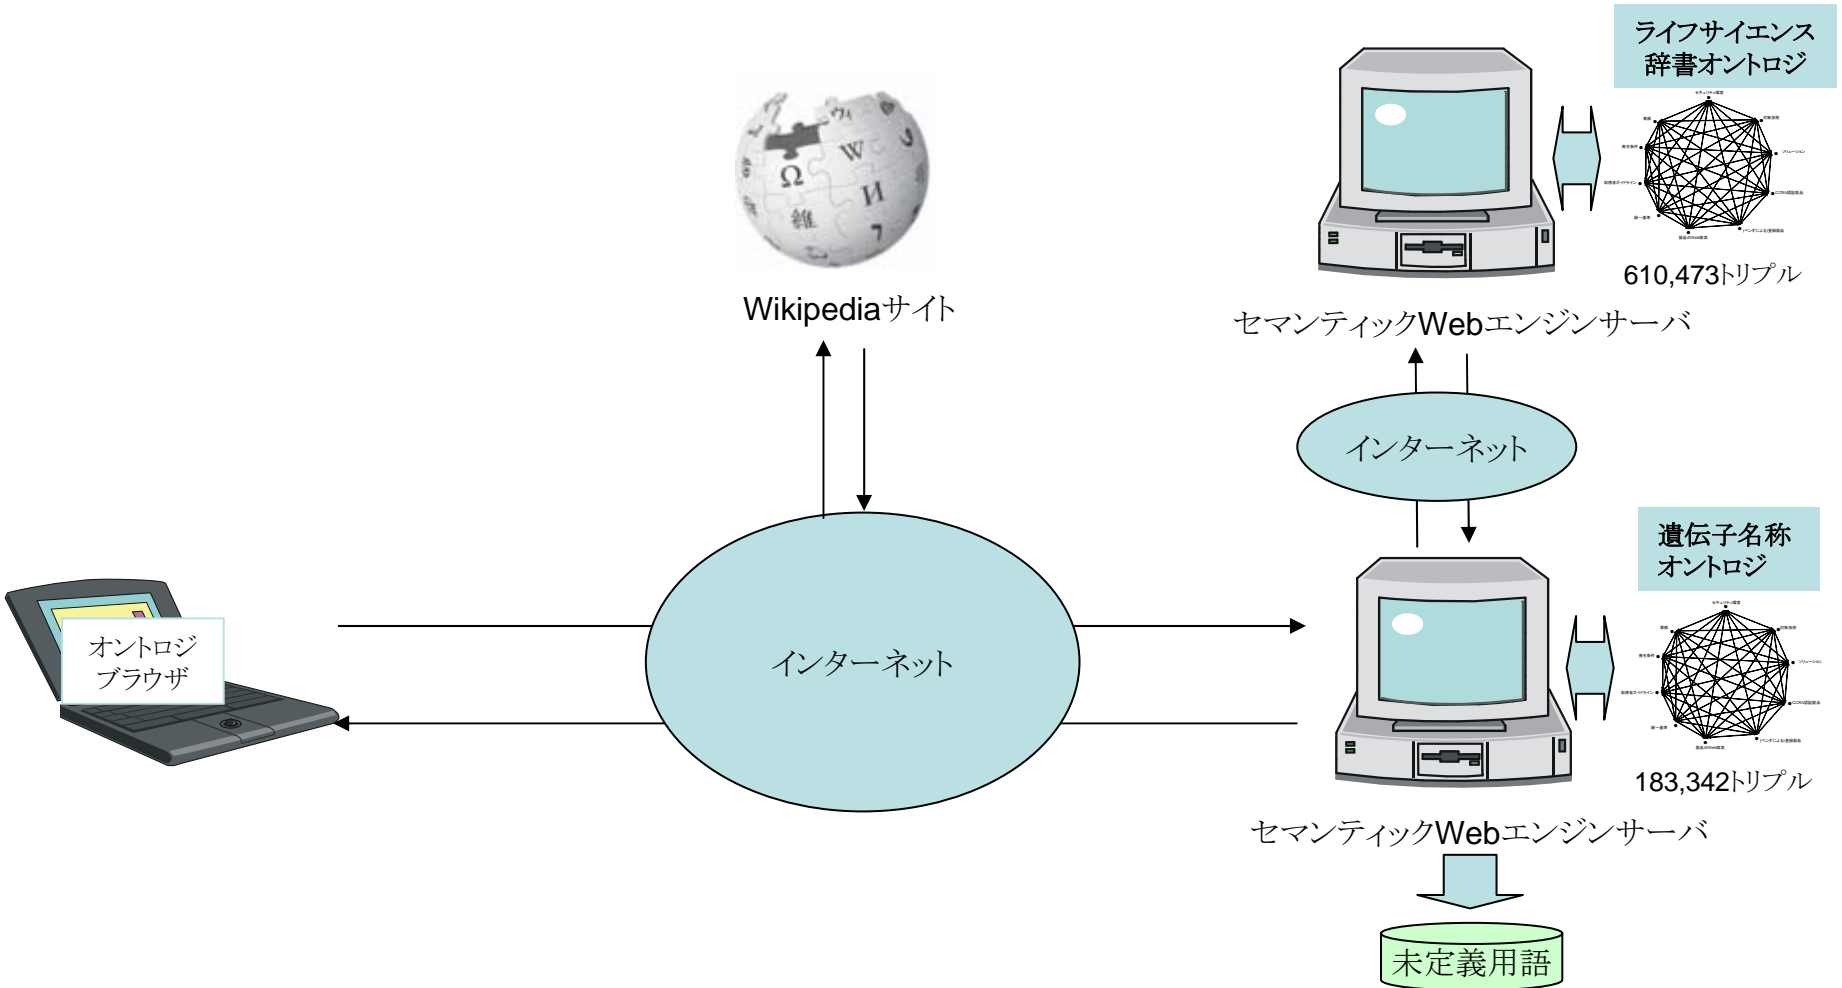 ライフサイエンス
辞書オントロジ
610,473トリプル
Wikipediaサイト
セマンティックWebエンジンサーバ
インターネット
遺伝子名称
オントロジ
オントロジ
ブラウザ
インターネット
183,342トリプル
セマンティックWebエンジンサーバ
未定義用語